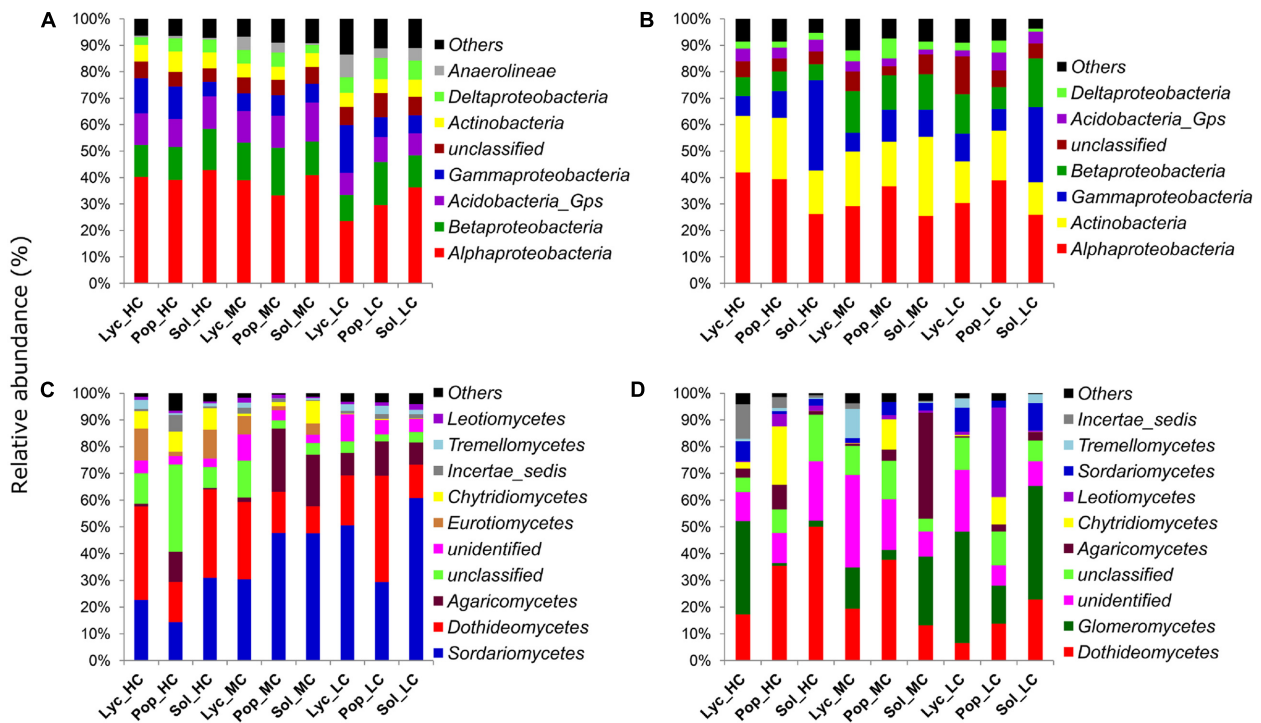 Relative abundance (%)
A
100%
90%
80%
70%
60%
50%
40%
30%
20%
10%
0%
Lyc_HC
Pop_HC
Sol_HC
Lyc_MC
Pop_MC
Sol_MC
Lyc_LC
Pop_LC
Sol_LC
Others
Anaerolineae
Deltaproteobacteria
Actinobacteria
unclassified
Gammaproteobacteria
Acidobacteria_Gps
Betaproteobacteria
Alphaproteobacteria
B
100%
90%
80%
70%
60%
50%
40%
30%
20%
10%
0%
Lyc_HC
Pop_HC
Sol_HC
Lyc_MC
Pop_MC
Sol_MC
Lyc_LC
Pop_LC
Sol_LC
Others
Deltaproteobacteria
Acidobacteria_Gps
unclassified
Betaproteobacteria
Gammaproteobacteria
Actinobacteria
Alphaproteobacteria
C
100%
90%
80%
70%
60%
50%
40%
30%
20%
10%
0%
Lyc_HC
Pop_HC
Sol_HC
Lyc_MC
Pop_MC
Sol_MC
Lyc_LC
Pop_LC
Sol_LC
Others
Leotiomycetes
Tremellomycetes
Incertae_sedis
Chytridiomycetes
Eurotiomycetes
unidentified
unclassified
Agaricomycetes
Dothideomycetes
Sordariomycetes
D
100%
90%
80%
70%
60%
50%
40%
30%
20%
10%
0%
Lyc_HC
Pop_HC
Sol_HC
Lyc_MC
Pop_MC
Sol_MC
Lyc_LC
Pop_LC
Sol_LC
Others
Incertae_sedis
Tremellomycetes
Sordariomycetes
Leotiomycetes
Chytridiomycetes
Agaricomycetes
unclassified
unidentified
Glomeromycetes
Dothideomycetes